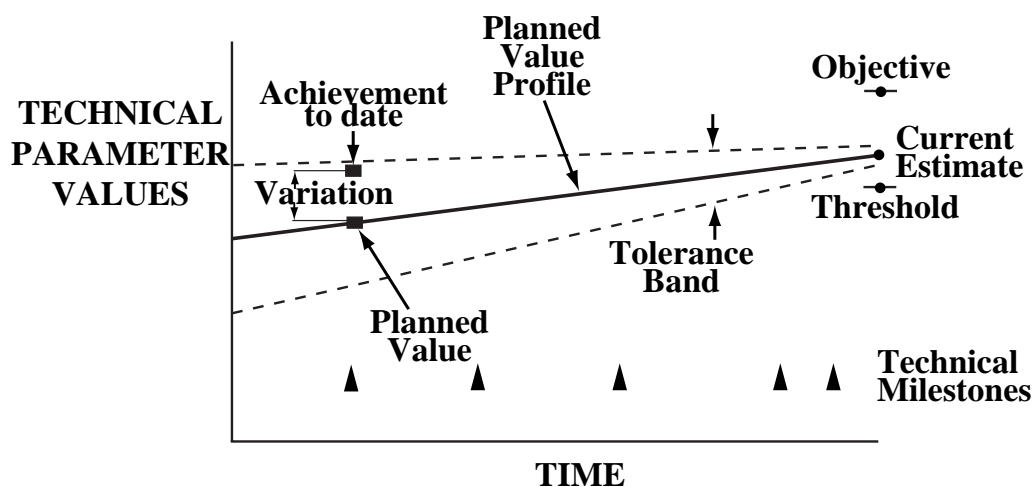 Planned
Value
Profile
Objective
Achievement
to date
TECHNICAL
PARAMETER
VALUES
Current
Estimate
Variation
Threshold
Tolerance
Band
Planned
Value
Technical
Milestones
TIME